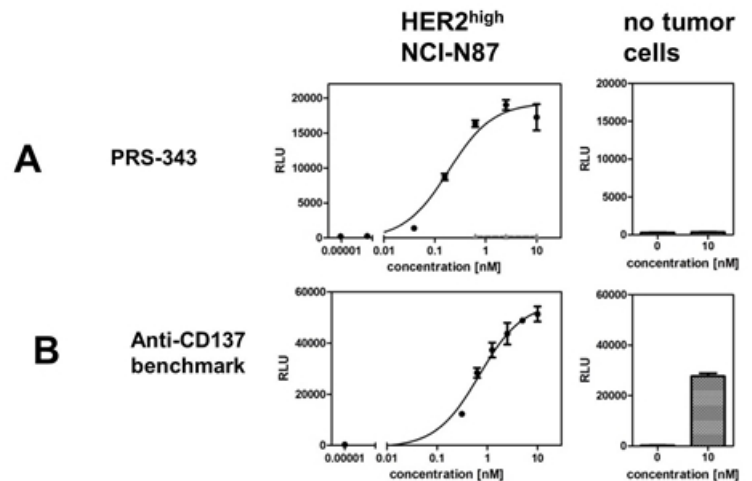 HER2high
NCI-N87
no tumor
cells
A
PRS-343
RLU
20000
15000
10000
5000
0
0.00001
0.01
0.1
1
10
concentration [nM]
RLU
20000
15000
10000
5000
0
0
10
concentration [nM]
B
Anti-CD137
benchmark
RLU
60000
40000
20000
0
0.00001
0.01
0.1
1
10
concentration [nM]
RLU
60000
40000
20000
0
0
10
concentration [nM]